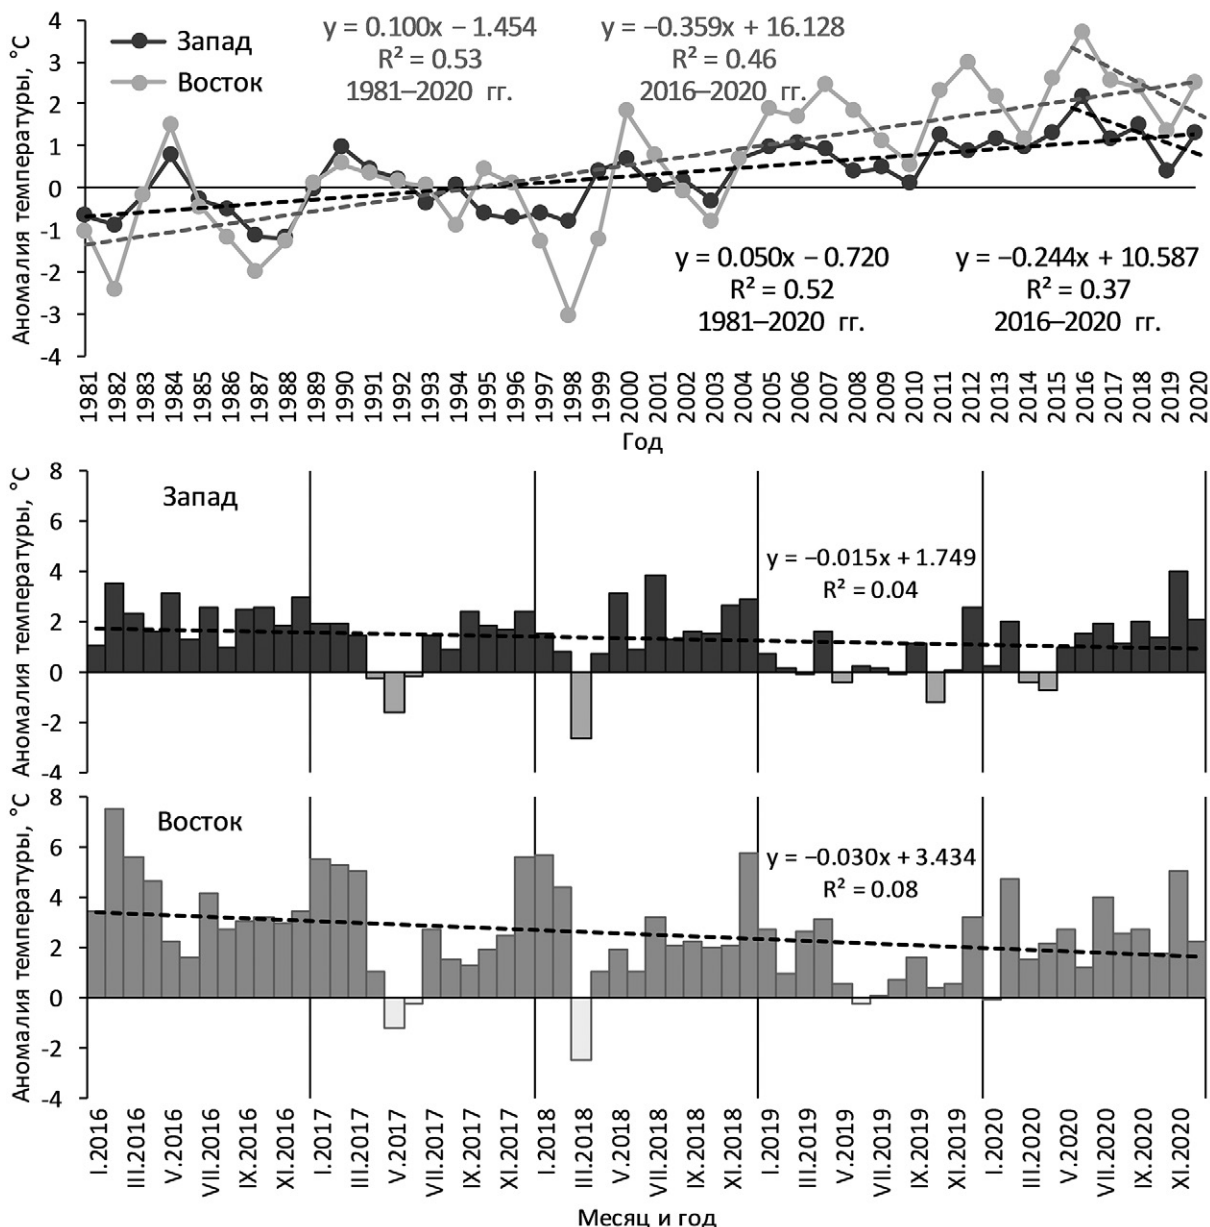 Аномалия температуры, °С
4
3
2
1
0
-1
-2
-3
-4
Запад
Восток
y = 0.100x − 1.454
R² = 0.53
1981–2020 гг.
y = −0.359x + 16.128
R² = 0.46
2016–2020 гг.
y = 0.050x − 0.720
R² = 0.52
1981–2020 гг.
y = −0.244x + 10.587
R² = 0.37
2016–2020 гг.
1981 1982 1983 1984 1985 1986 1987 1988 1989 1990 1991 1992 1993 1994 1995 1996 1997 1998 1999 2000 2001 2002 2003 2004 2005 2006 2007 2008 2009 2010 2011 2012 2013 2014 2015 2016 2017 2018 2019 2020
Год
Аномалия температуры, °С
8
6
4
2
0
-2
-4
Запад
y = −0.015x + 1.749
R² = 0.04
Аномалия температуры, °С
8
6
4
2
0
-2
-4
Восток
y = −0.030x + 3.434
R² = 0.08
I.2016 III.2016 V.2016 VII.2016 IX.2016 XI.2016 I.2017 III.2017 V.2017 VII.2017 IX.2017 XI.2017 I.2018 III.2018 V.2018 VII.2018 IX.2018 XI.2018 I.2019 III.2019 V.2019 VII.2019 IX.2019 XI.2019 I.2020 III.2020 V.2020 VII.2020 IX.2020 XI.2020
Месяц и год